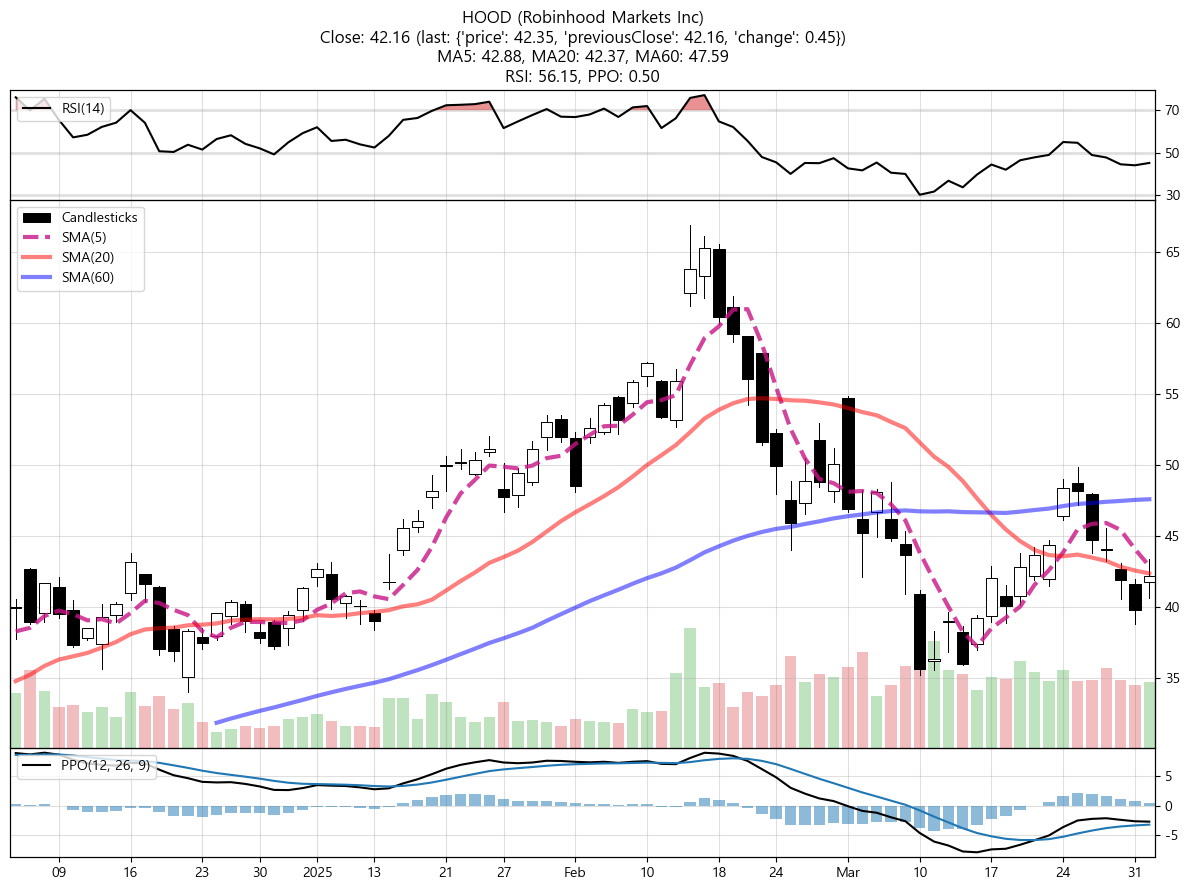 HOOD (Robinhood Markets Inc)
Close: 42.16 (last: {'price': 42.35, 'previousClose': 42.16, 'change': 0.45})
MA5: 42.88, MA20: 42.37, MA60: 47.59
RSI: 56.15, PPO: 0.50
RSI(14)
70
50
30
Candlesticks
SMA(5)
SMA(20)
SMA(60)
65
60
55
50
45
40
35
PPO(12, 26, 9)
5
0
-5
09 16 23 30 2025 13 21 27 Feb 10 18 24 Mar 10 17 24 31